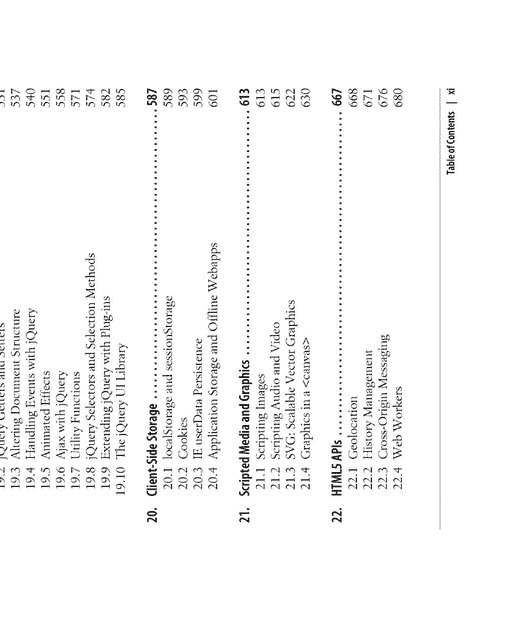 19.2 jQuery Getters and Setters 531
19.3 Altering Document Structure 537
19.4 Handling Events with jQuery 540
19.5 Animated Effects 551
19.6 Ajax with jQuery 558
19.7 Utility Functions 571
19.8 jQuery Selectors and Selection Methods 574
19.9 Extending jQuery with Plug-ins 582
19.10 The jQuery UI Library 585
20. Client-Side Storage 587
20.1 localStorage and sessionStorage 589
20.2 Cookies 593
20.3 IE userData Persistence 599
20.4 Application Storage and Offline Webapps 601
21. Scripted Media and Graphics 613
21.1 Scripting Images 613
21.2 Scripting Audio and Video 615
21.3 SVG: Scalable Vector Graphics 622
21.4 Graphics in a <canvas> 630
22. HTML5 APIs 667
22.1 Geolocation 668
22.2 History Management 671
22.3 Cross-Origin Messaging 676
22.4 Web Workers 680
Table of Contents | xi